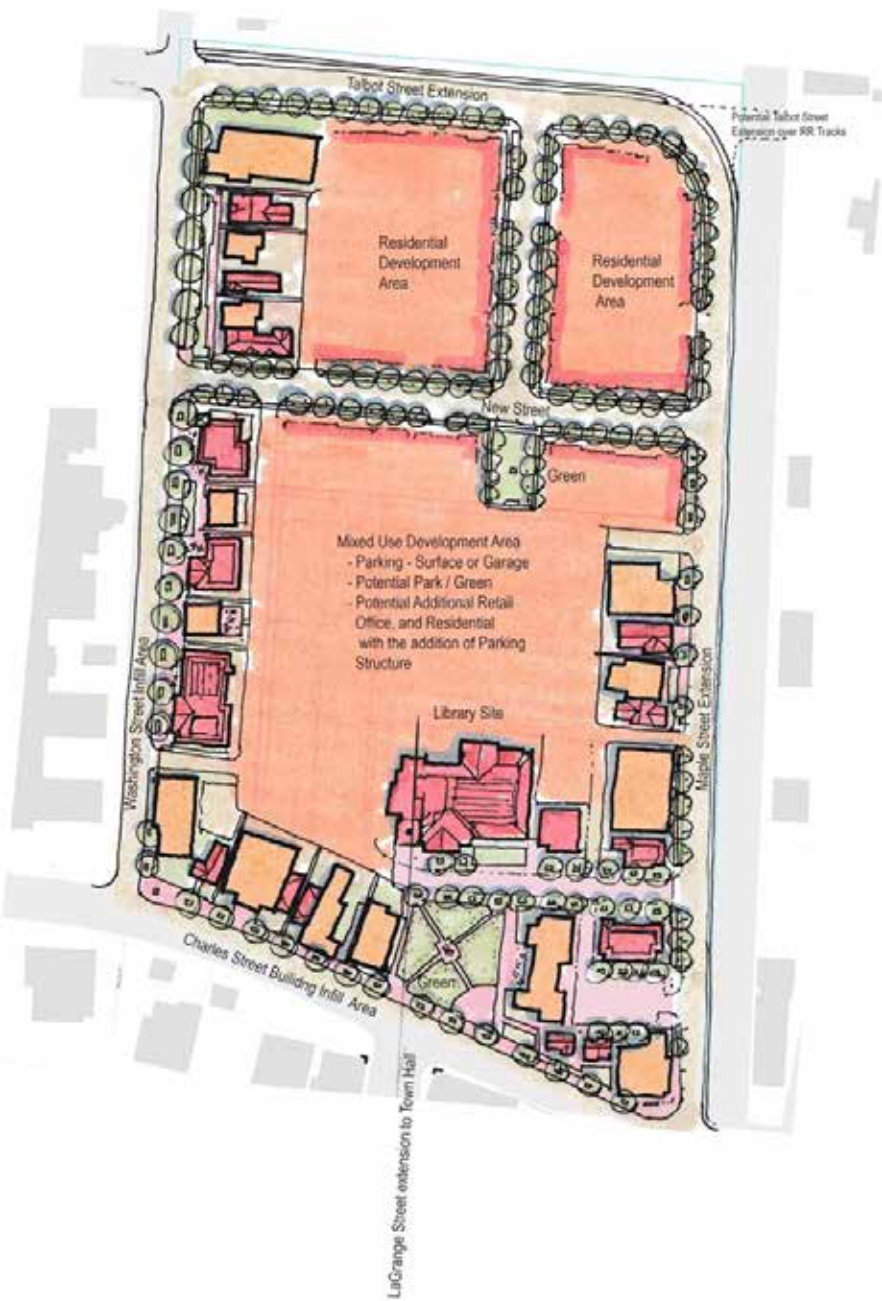 Talbot Street Extension
Potential Talbot Street
Extension over RR Tracks
Residential
Development
Area
Residential
Development
Area
New Street
Green
Mixed Use Development Area
- Parking - Surface or Garage
- Potential Park / Green
- Potential Additional Retail
Office, and Residential
with the addition of Parking
Structure
Library Site
Washington Street Infill Area
Maple Street Extension
Charles Street Building Infill Area
Green
LaGrange Street extension to Town Hall